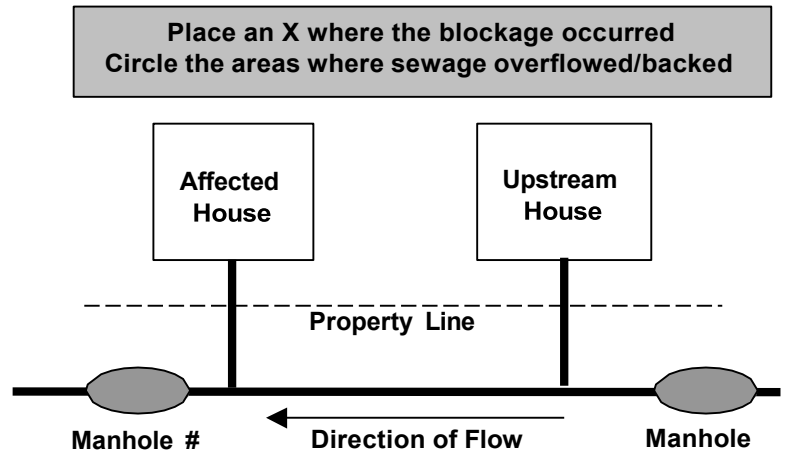 Place an X where the blockage occurred
Circle the areas where sewage overflowed/backed
Affected
House
Upstream
House
Property Line
Manhole #
Direction of Flow
Manhole